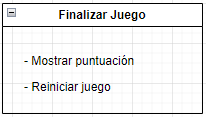 Finalizar Juego
- Mostrar puntuación
- Reiniciar juego